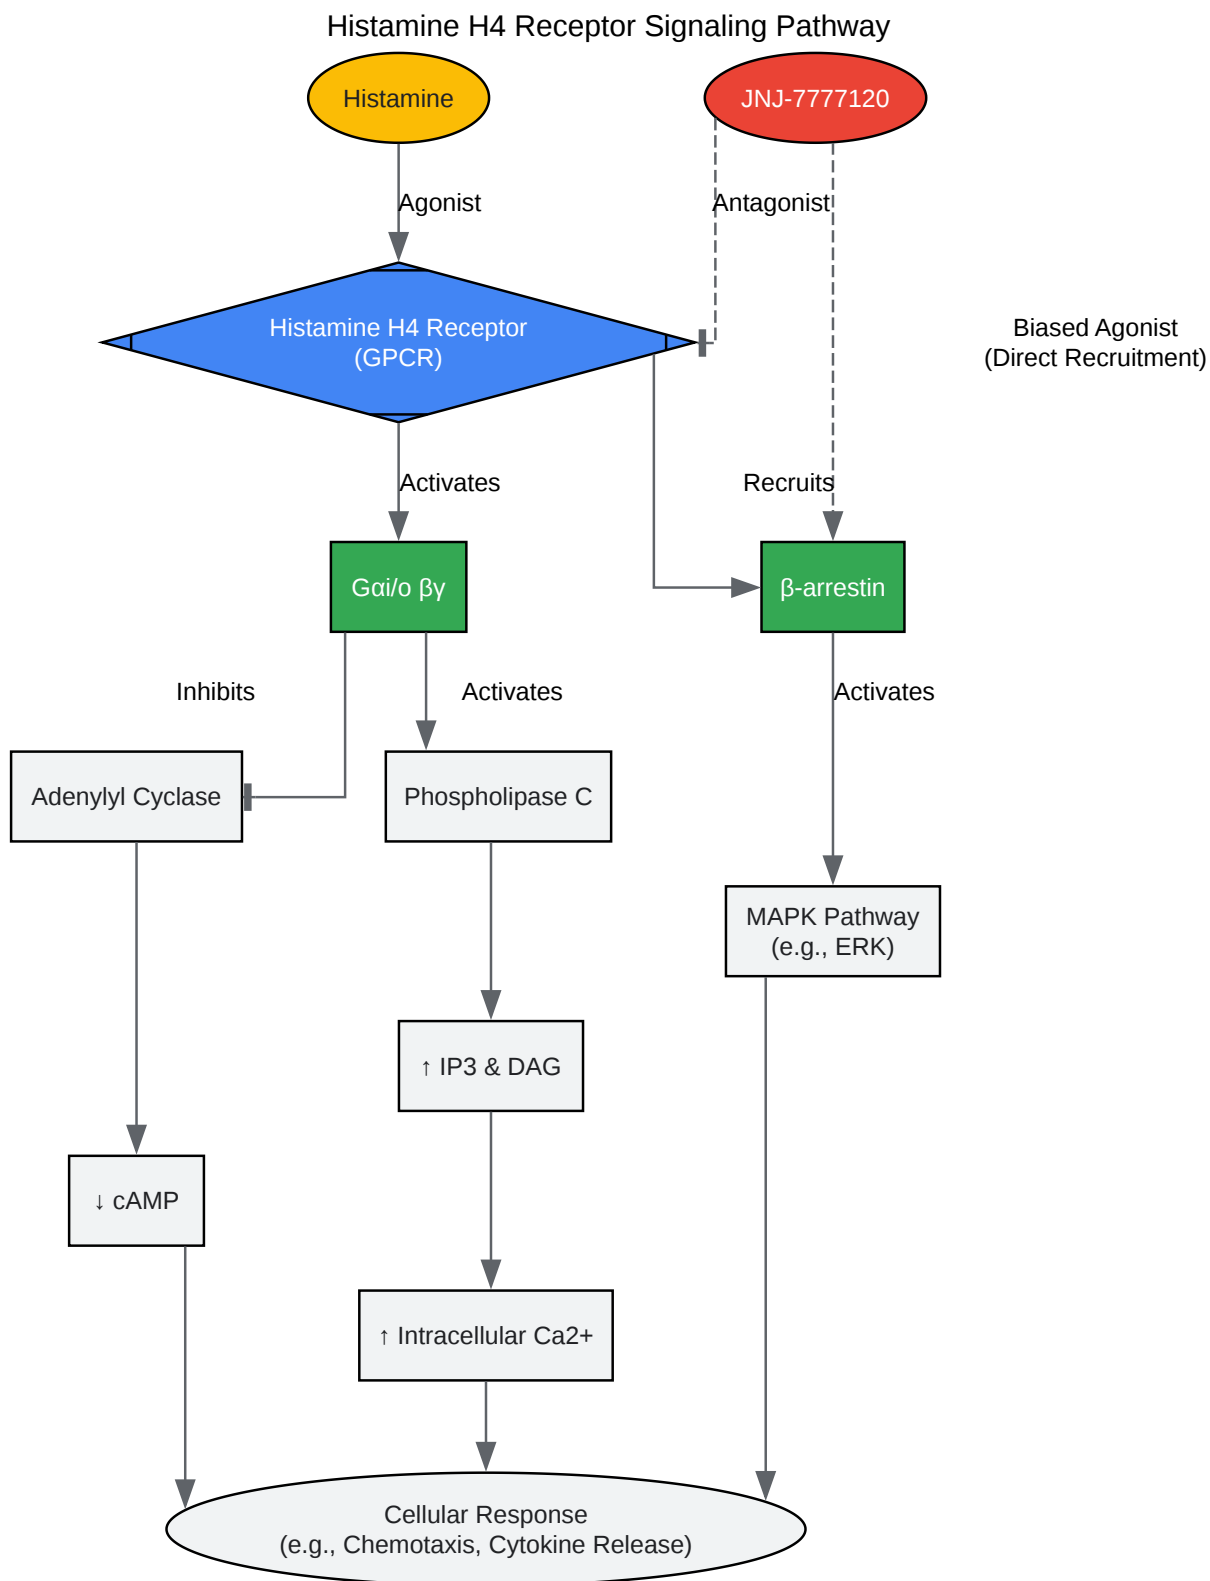 Histamine H4 Receptor Signaling Pathway
Histamine
JNJ-7777120
Agonist
Antagonist
Histamine H4 Receptor
(GPCR)
Biased Agonist
(Direct Recruitment)
Activates
Recruits
Gαi/o βγ
β-arrestin
Inhibits
Activates
Activates
Adenylyl Cyclase
Phospholipase C
MAPK Pathway
(e.g., ERK)
↑ IP3 & DAG
↓ cAMP
↑ Intracellular Ca2+
Cellular Response
(e.g., Chemotaxis, Cytokine Release)